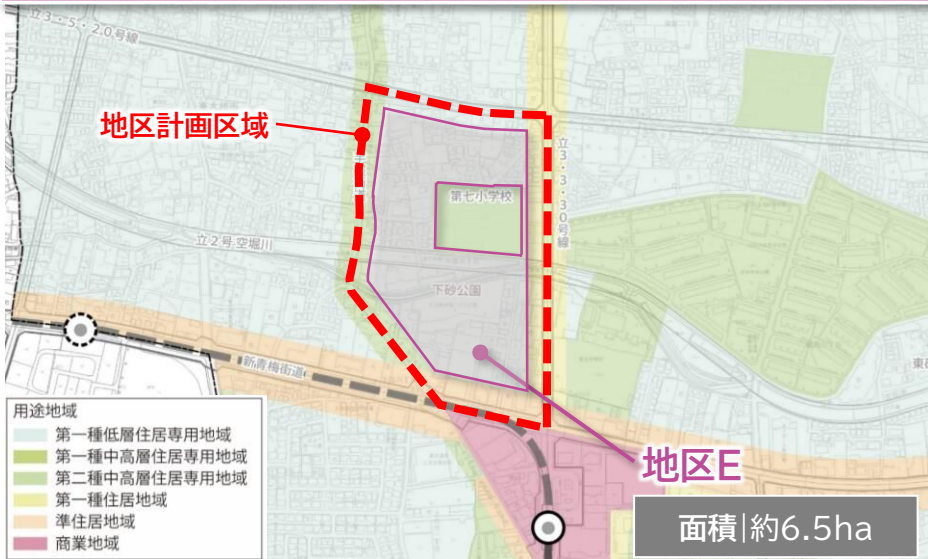 立3・5・20号線
地区計画区域
立3・3・30号線
第七小学校
立2号 空堀川
下砂公園
新青梅街道
東砂
地区E
面積|約6.5ha
用途地域
第一種低層住居専用地域
第一種中高層住居専用地域
第二種中高層住居専用地域
第一種住居地域
準住居地域
商業地域